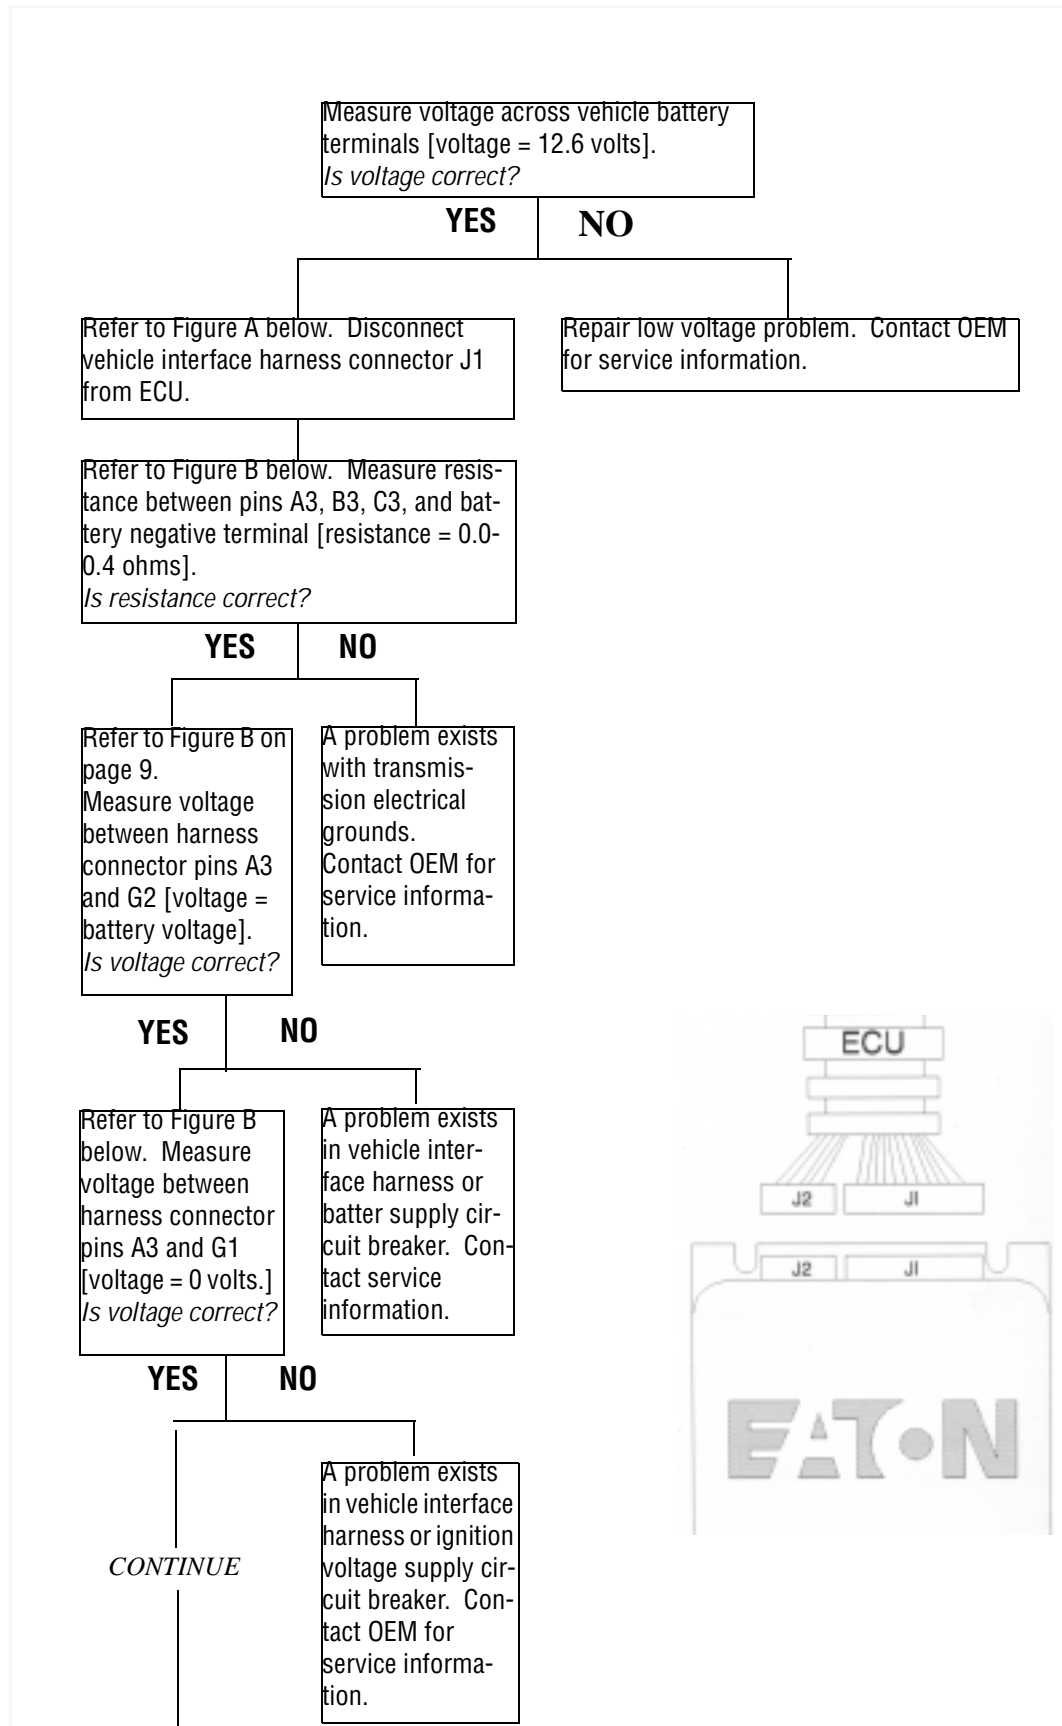 Measure voltage across vehicle battery
terminals [voltage = 12.6 volts].
Is voltage correct?
YES NO
Refer to Figure A below. Disconnect
vehicle interface harness connector J1
from ECU.
Repair low voltage problem. Contact OEM
for service information.
Refer to Figure B below. Measure resis-
tance between pins A3, B3, C3, and bat-
tery negative terminal [resistance = 0.0-
0.4 ohms].
Is resistance correct?
YES NO
Refer to Figure B on
page 9.
Measure voltage
between harness
connector pins A3
and G2 [voltage =
battery voltage].
Is voltage correct?
A problem exists
with transmis-
sion electrical
grounds.
Contact OEM for
service informa-
tion.
YES NO
Refer to Figure B
below. Measure
voltage between
harness connector
pins A3 and G1
[voltage = 0 volts.]
Is voltage correct?
A problem exists
in vehicle inter-
face harness or
batter supply cir-
cuit breaker. Con-
tact service
information.
YES NO
CONTINUE
A problem exists
in vehicle interface
harness or ignition
voltage supply cir-
cuit breaker. Con-
tact OEM for
service informa-
tion.
ECU
J2 JI
J2 JI
EATON